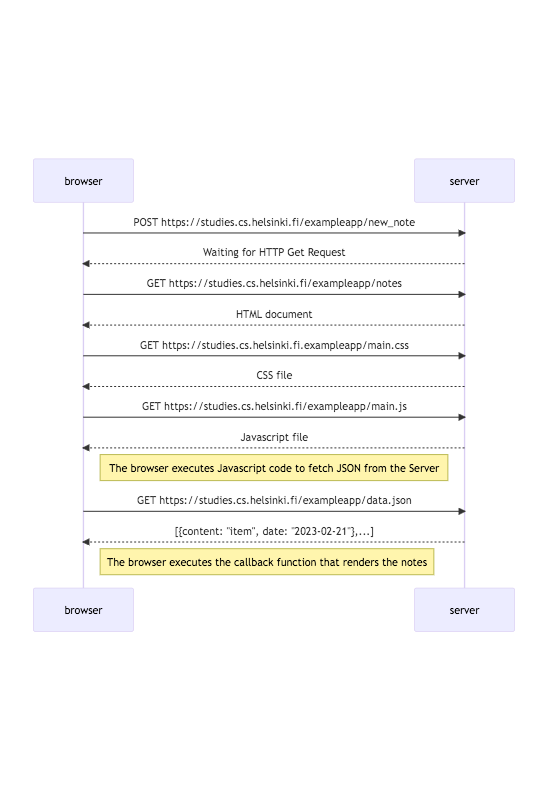 browser
server
POST https://studies.cs.helsinki.fi/exampleapp/new_note
Waiting for HTTP Get Request
GET https://studies.cs.helsinki.fi/exampleapp/notes
HTML document
GET https://studies.cs.helsinki.fi.exampleapp/main.css
CSS file
GET https://studies.cs.helsinki.fi/exampleapp/main.js
Javascript file
The browser executes Javascript code to fetch JSON from the Server
GET https://studies.cs.helsinki.fi/exampleapp/data.json
[{content: "item", date: "2023-02-21"},...]
The browser executes the callback function that renders the notes
browser
server